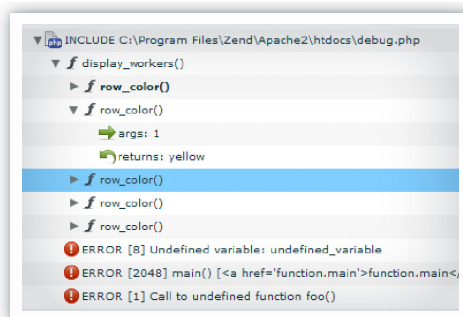 php INCLUDE C:\Program Files\Zend\Apache2\htdocs\debug.php
f display_workers()
f row_color()
f row_color()
args: 1
returns: yellow
f row_color()
f row_color()
f row_color()
ERROR [8] Undefined variable: undefined_variable
ERROR [2048] main() [<a href='function.main'>function.main</
ERROR [1] Call to undefined function foo()